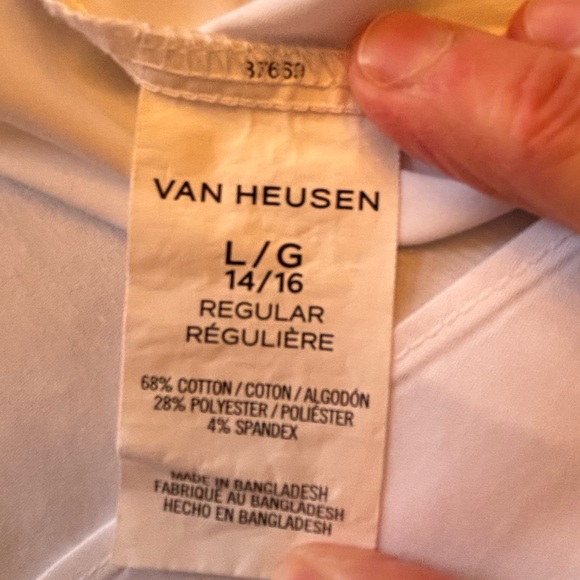 37669
VAN HEUSEN
L/G
14/16
REGULAR
RÉGULIÈRE
68% COTTON / COTON / ALGODÓN
28% POLYESTER / POLIÉSTER
4% SPANDEX
MADE IN BANGLADESH
FABRIQUÉ AU BANGLADESH
HECHO EN BANGLADESH